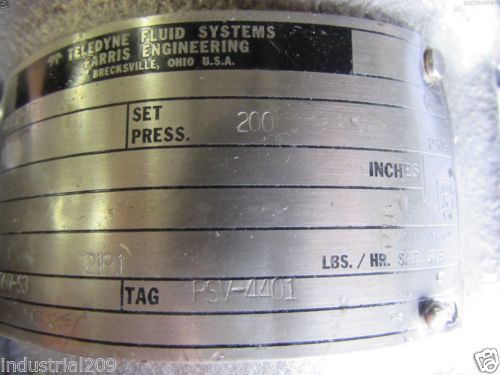 TELEDYNE FLUID SYSTEMS
FARRIS ENGINEERING
BRECKSVILLE, OHIO U.S.A.
SET PRESS. 200
INCHES
2191 LBS. / HR. SAT. STE
TAG PSV-4401
industrial209